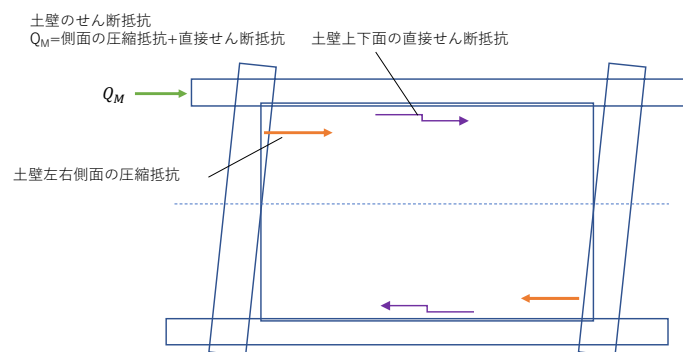 土壁のせん断抵抗
Q_M=側面の圧縮抵抗+直接せん断抵抗
土壁上下面の直接せん断抵抗
Q_M
土壁左右側面の圧縮抵抗